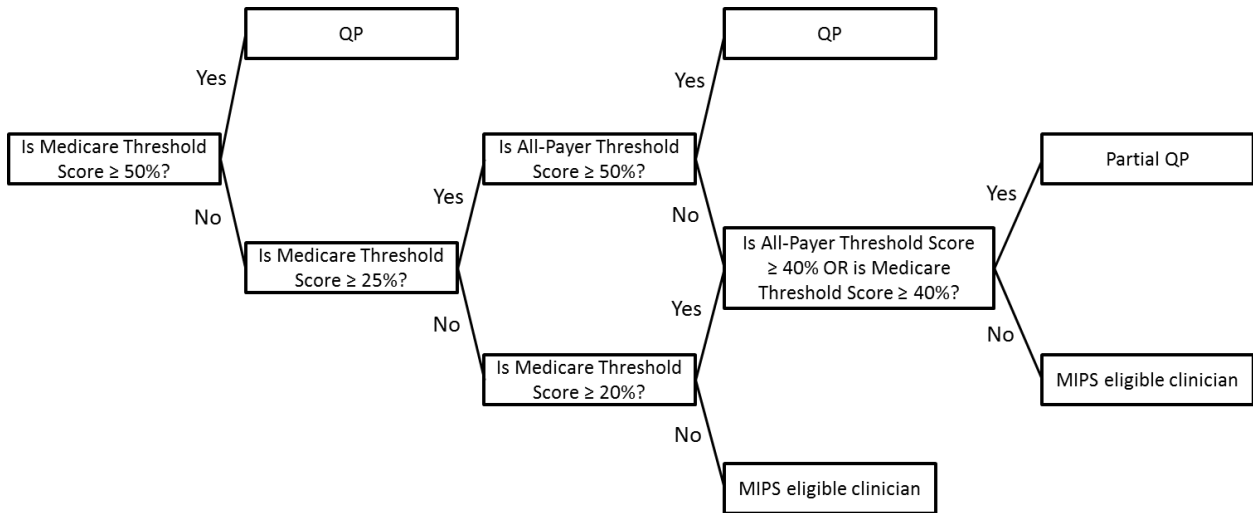 QP
QP
Yes
Yes
Is Medicare Threshold
Score ≥ 50%?
Is All-Payer Threshold
Score ≥ 50%?
Partial QP
Yes
Yes
No
No
Is Medicare Threshold
Score ≥ 25%?
Is All-Payer Threshold Score
≥ 40% OR is Medicare
Threshold Score ≥ 40%?
No
Yes
No
Is Medicare Threshold
Score ≥ 20%?
MIPS eligible clinician
No
MIPS eligible clinician